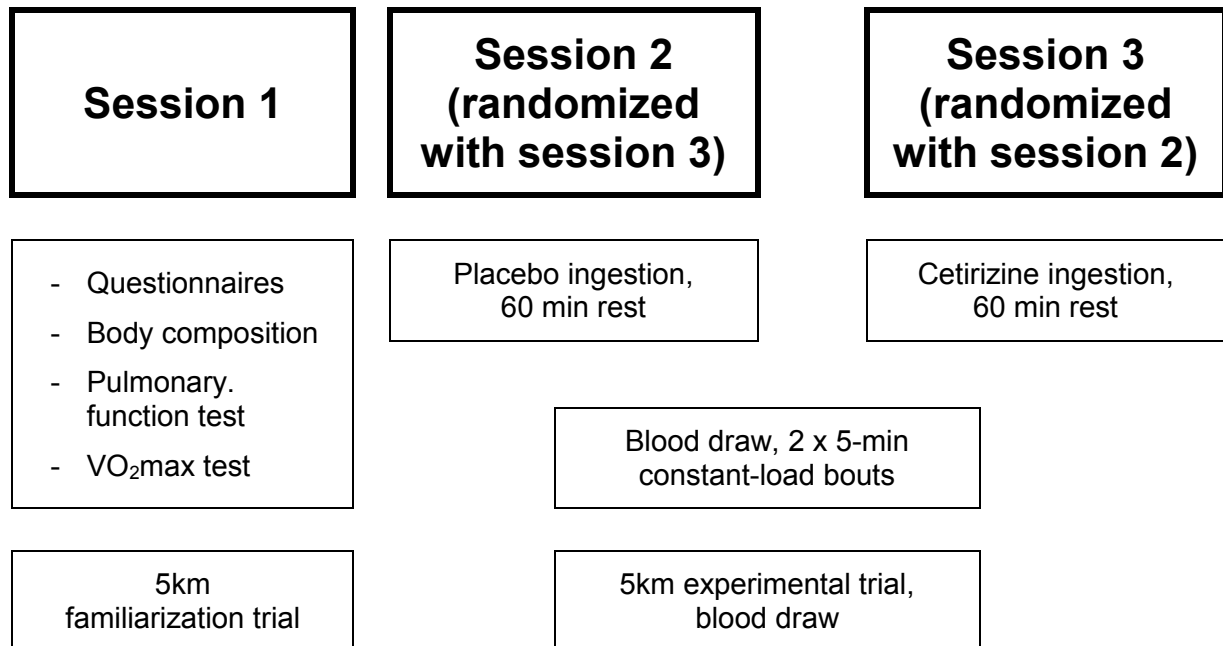 Session 1
Session 2
(randomized
with session 3)
Session 3
(randomized
with session 2)
- Questionnaires
- Body composition
- Pulmonary.
function test
- VO₂max test
Placebo ingestion,
60 min rest
Cetirizine ingestion,
60 min rest
Blood draw, 2 x 5-min
constant-load bouts
5km
familiarization trial
5km experimental trial,
blood draw